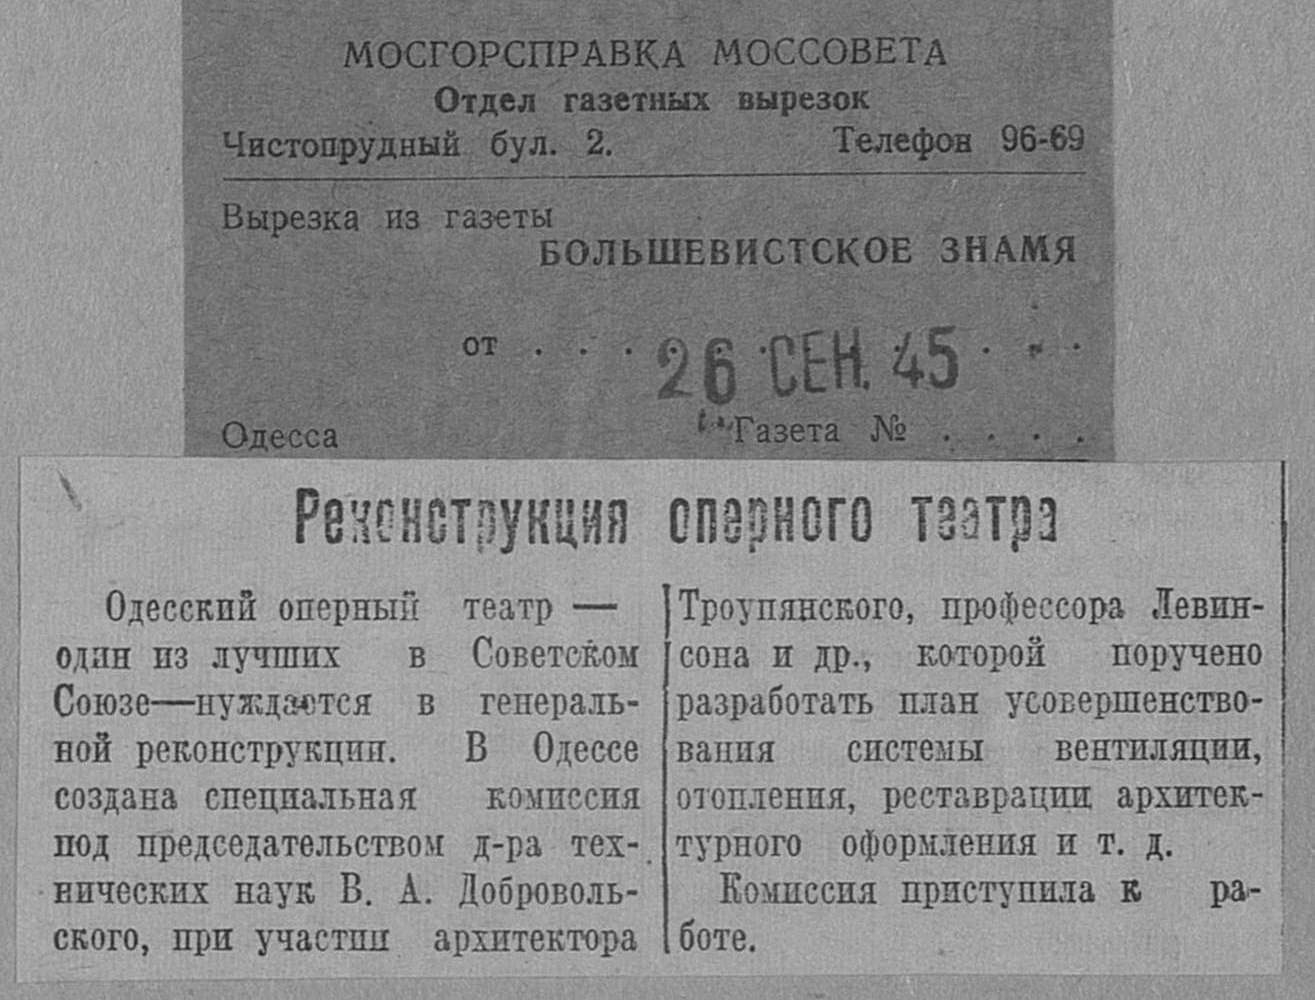 МОСГОРСПРАВКА МОССОВЕТА
Отдел газетных вырезок
Чистопрудный бул. 2. Телефон 96-69
Вырезка из газеты
БОЛЬШЕВИСТСКОЕ ЗНАМЯ
от . . . 26 СЕН. 45 . . .
Одесса Газета № . . . .
Реконструкция оперного театра
Одесский оперный театр —
один из лучших в Советском
Союзе—нуждается в генераль-
ной реконструкции. В Одессе
создана специальная комиссия
под председательством д-ра тех-
нических наук В. А. Доброволь-
ского, при участии архитектора
Троупянского, профессора Левин-
сона и др., которой поручено
разработать план усовершенство-
вания системы вентиляции,
отопления, реставрации архитек-
турного оформления и т. д.
Комиссия приступила к ра-
боте.